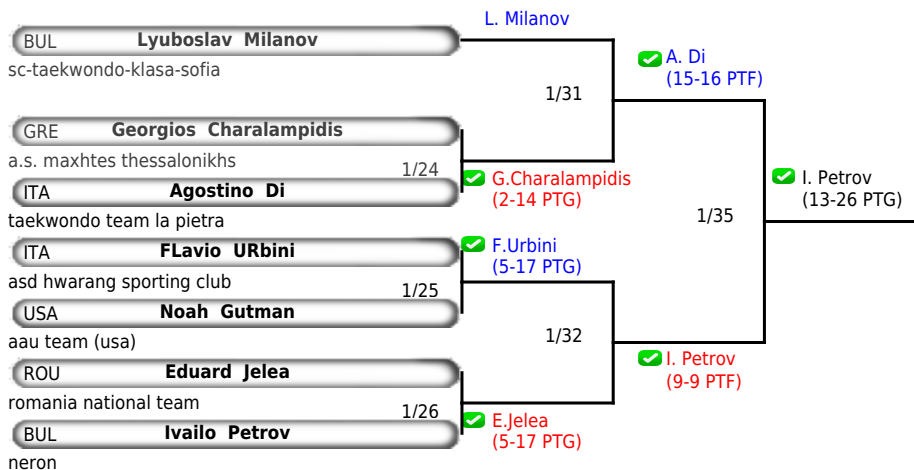 L. Milanov
BUL Lyuboslav Milanov
sc-taekwondo-klasa-sofia
A. Di
(15-16 PTF)
1/31
GRE Georgios Charalampidis
a.s. maxhtes thessalonikhs
1/24
G.Charalampidis
(2-14 PTG)
ITA Agostino Di
taekwondo team la pietra
I. Petrov
(13-26 PTG)
1/35
ITA FLavio URbini
asd hwarang sporting club
F.Urbini
(5-17 PTG)
1/25
USA Noah Gutman
aau team (usa)
1/32
ROU Eduard Jelea
romania national team
I. Petrov
(9-9 PTF)
1/26
BUL Ivailo Petrov
neron
E.Jelea
(5-17 PTG)